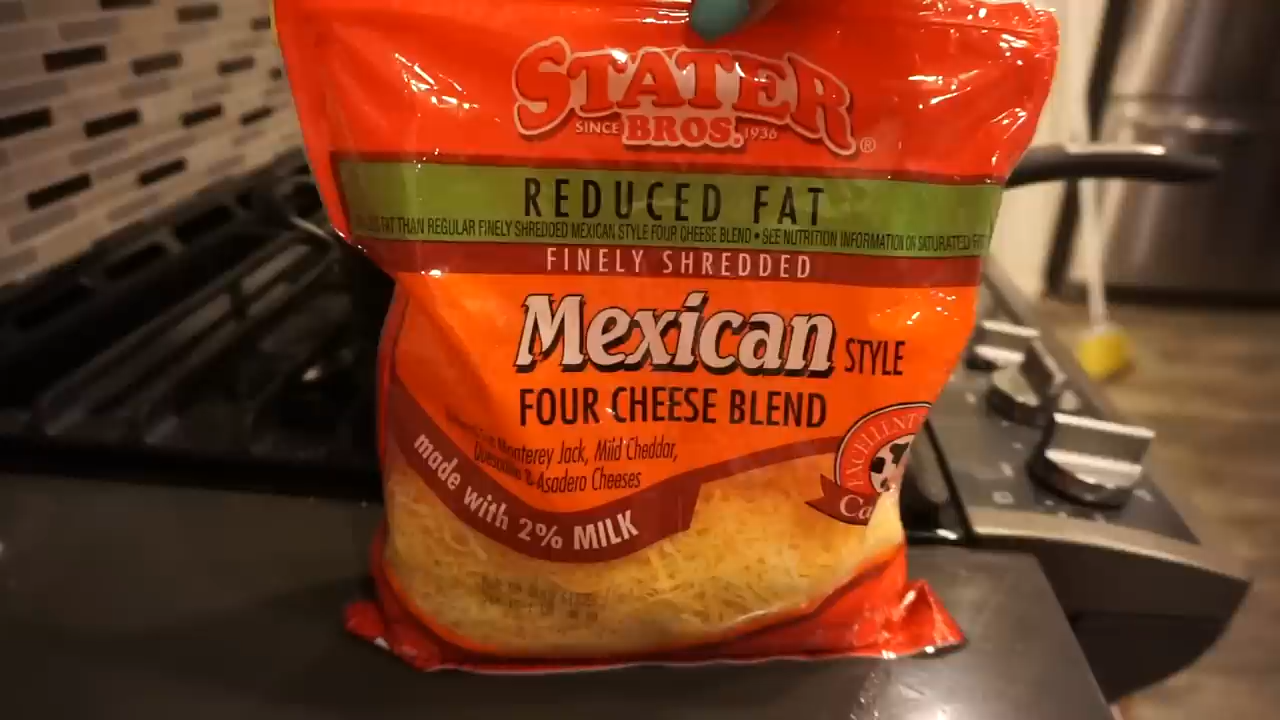 STATER
SINCE BROS. 1936
®
REDUCED FAT
FAT THAN REGULAR FINELY SHREDDED MEXICAN STYLE FOUR CHEESE BLEND • SEE NUTRITION INFORMATION ON SATURATED
FINELY SHREDDED
Mexican STYLE
FOUR CHEESE BLEND
Monterey Jack, Mild Cheddar,
& Asadero Cheeses
made with 2% MILK
EXCELLENT
Ca